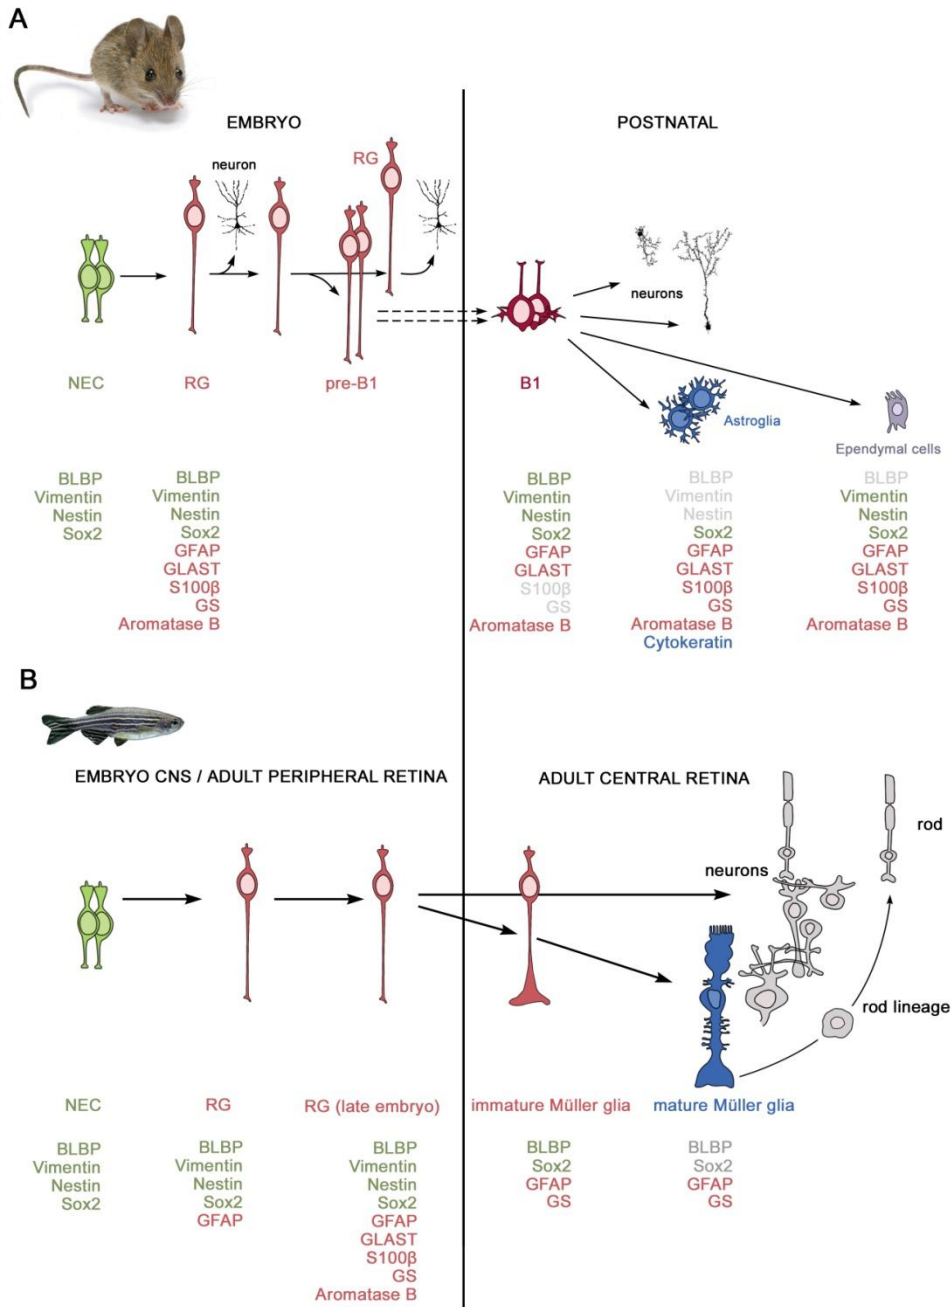 A
EMBRYO
POSTNATAL
RG
neuron
neurons
NEC
RG
pre-B1
B1
Astroglia
Ependymal cells
BLBP
Vimentin
Nestin
Sox2
BLBP
Vimentin
Nestin
Sox2
GFAP
GLAST
S100β
GS
Aromatase B
BLBP
Vimentin
Nestin
Sox2
GFAP
GLAST
S100β
GS
Aromatase B
BLBP
Vimentin
Nestin
Sox2
GFAP
GLAST
S100β
GS
Aromatase B
Cytokeratin
BLBP
Vimentin
Nestin
Sox2
GFAP
GLAST
S100β
GS
Aromatase B
B
EMBRYO CNS / ADULT PERIPHERAL RETINA
ADULT CENTRAL RETINA
rod
neurons
rod lineage
NEC
RG
RG (late embryo)
immature Müller glia
mature Müller glia
BLBP
Vimentin
Nestin
Sox2
BLBP
Vimentin
Nestin
Sox2
GFAP
BLBP
Vimentin
Nestin
Sox2
GFAP
GLAST
S100β
GS
Aromatase B
BLBP
Sox2
GFAP
GS
BLBP
Sox2
GFAP
GS